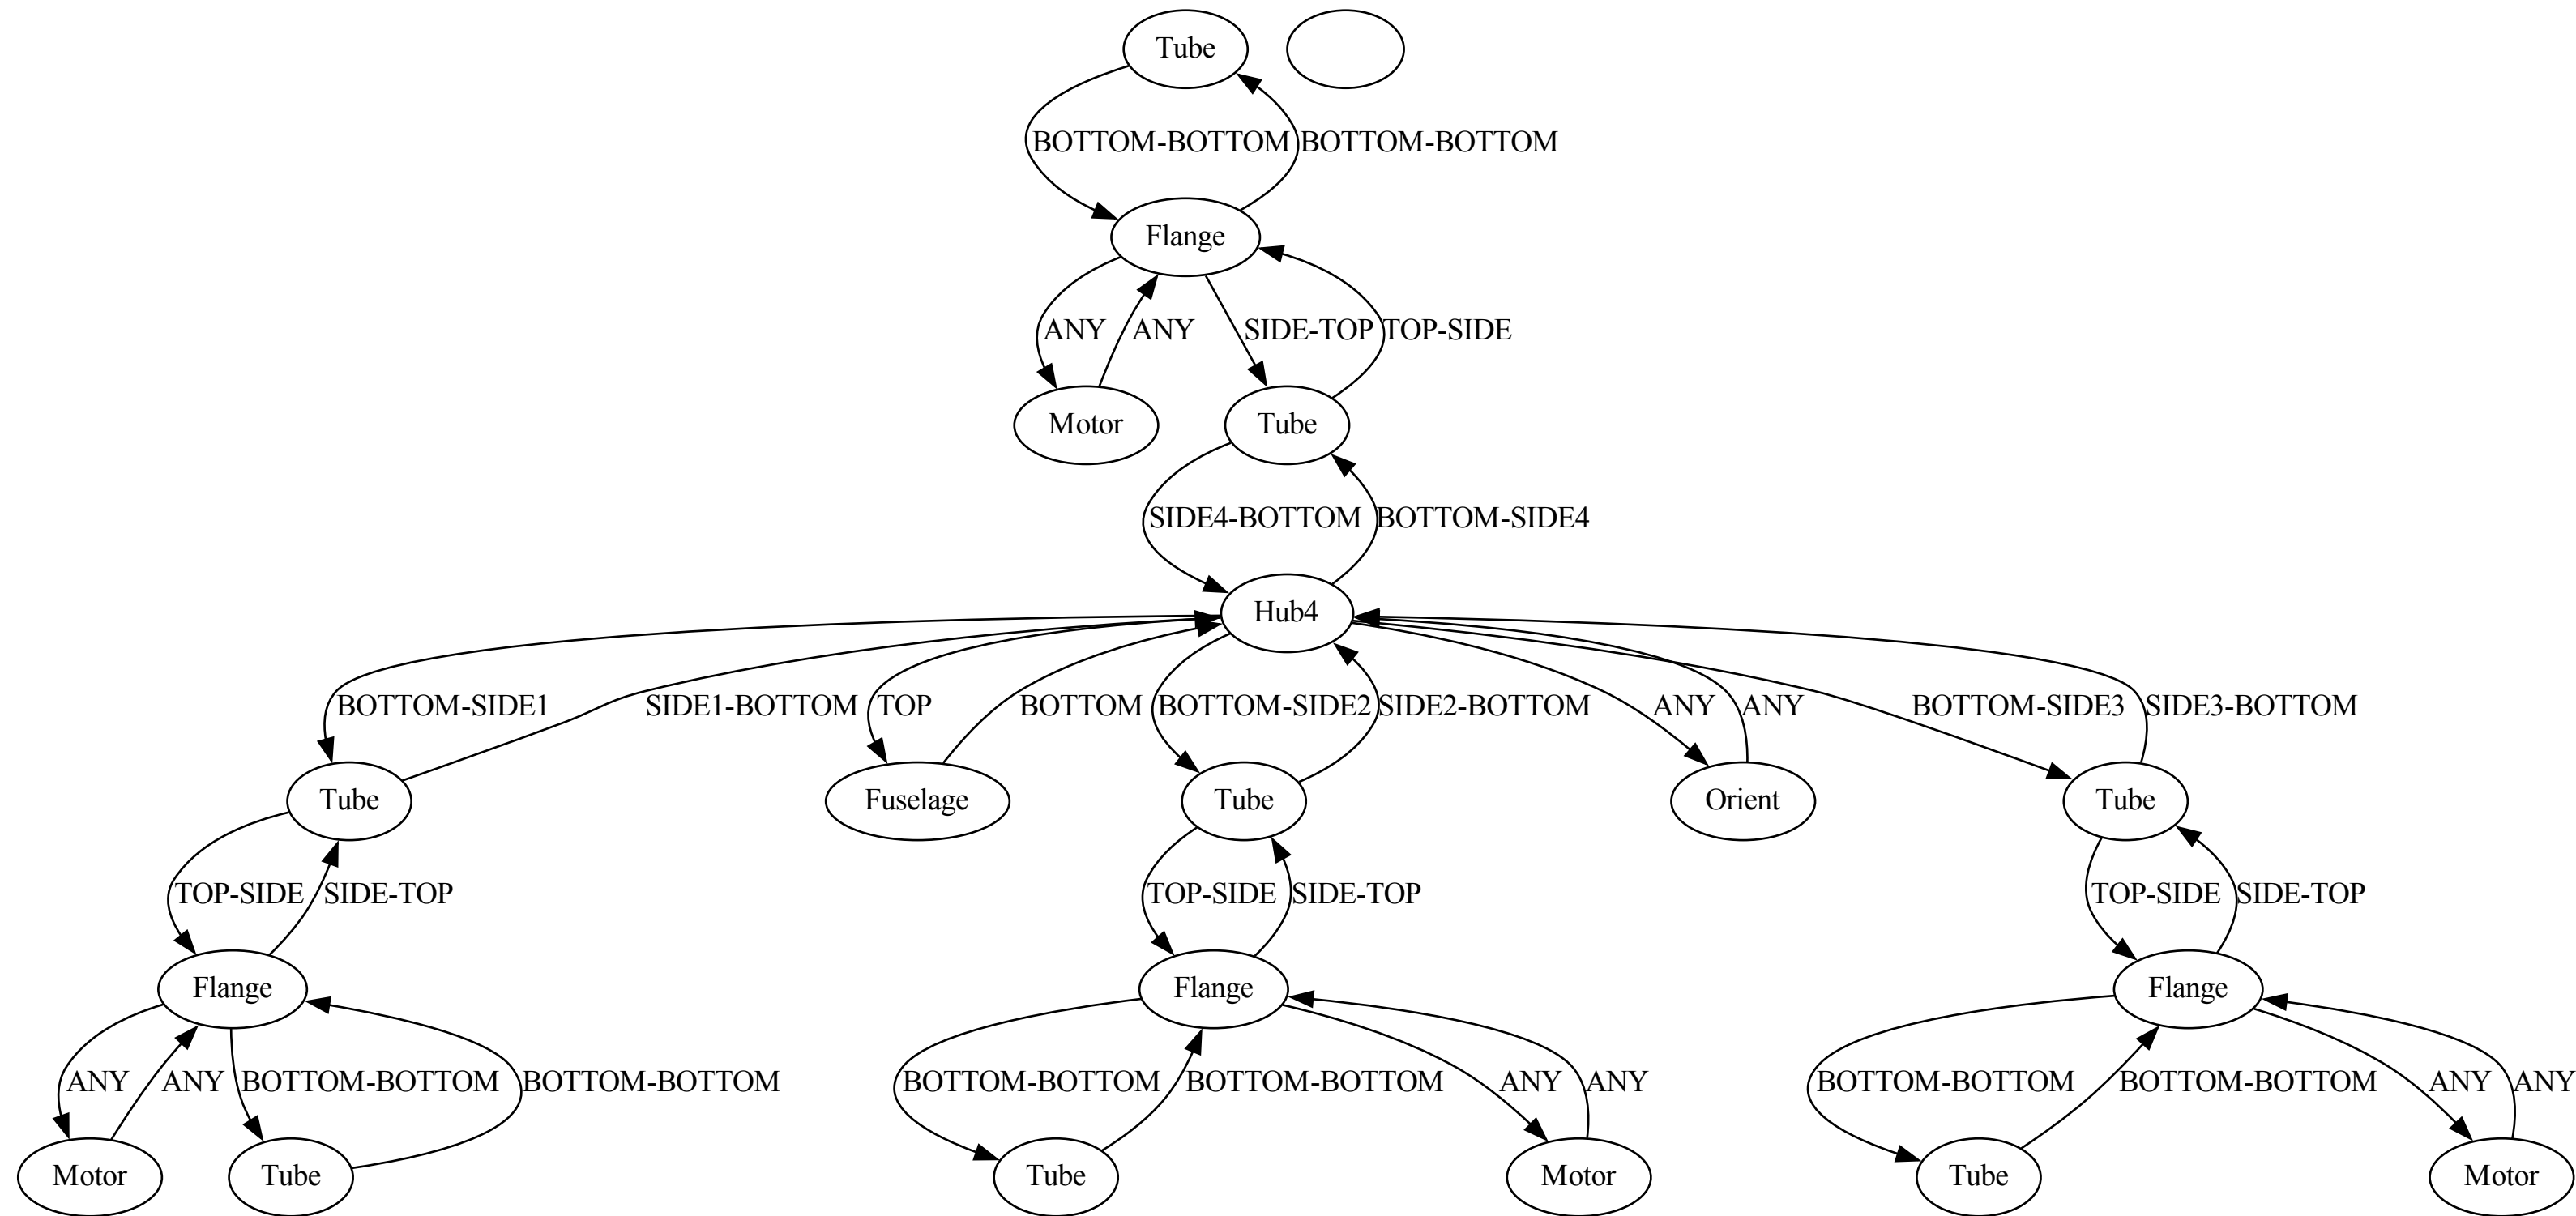 Tube
BOTTOM-BOTTOM BOTTOM-BOTTOM
Flange
ANY ANY SIDE-TOP TOP-SIDE
Motor Tube
SIDE4-BOTTOM BOTTOM-SIDE4
Hub4
BOTTOM-SIDE1 SIDE1-BOTTOM TOP BOTTOM BOTTOM-SIDE2 SIDE2-BOTTOM ANY ANY BOTTOM-SIDE3 SIDE3-BOTTOM
Tube Fuselage Tube Orient Tube
TOP-SIDE SIDE-TOP TOP-SIDE SIDE-TOP TOP-SIDE SIDE-TOP
Flange Flange Flange
ANY ANY BOTTOM-BOTTOM BOTTOM-BOTTOM BOTTOM-BOTTOM BOTTOM-BOTTOM ANY ANY BOTTOM-BOTTOM BOTTOM-BOTTOM ANY ANY
Motor Tube Tube Motor Tube Motor